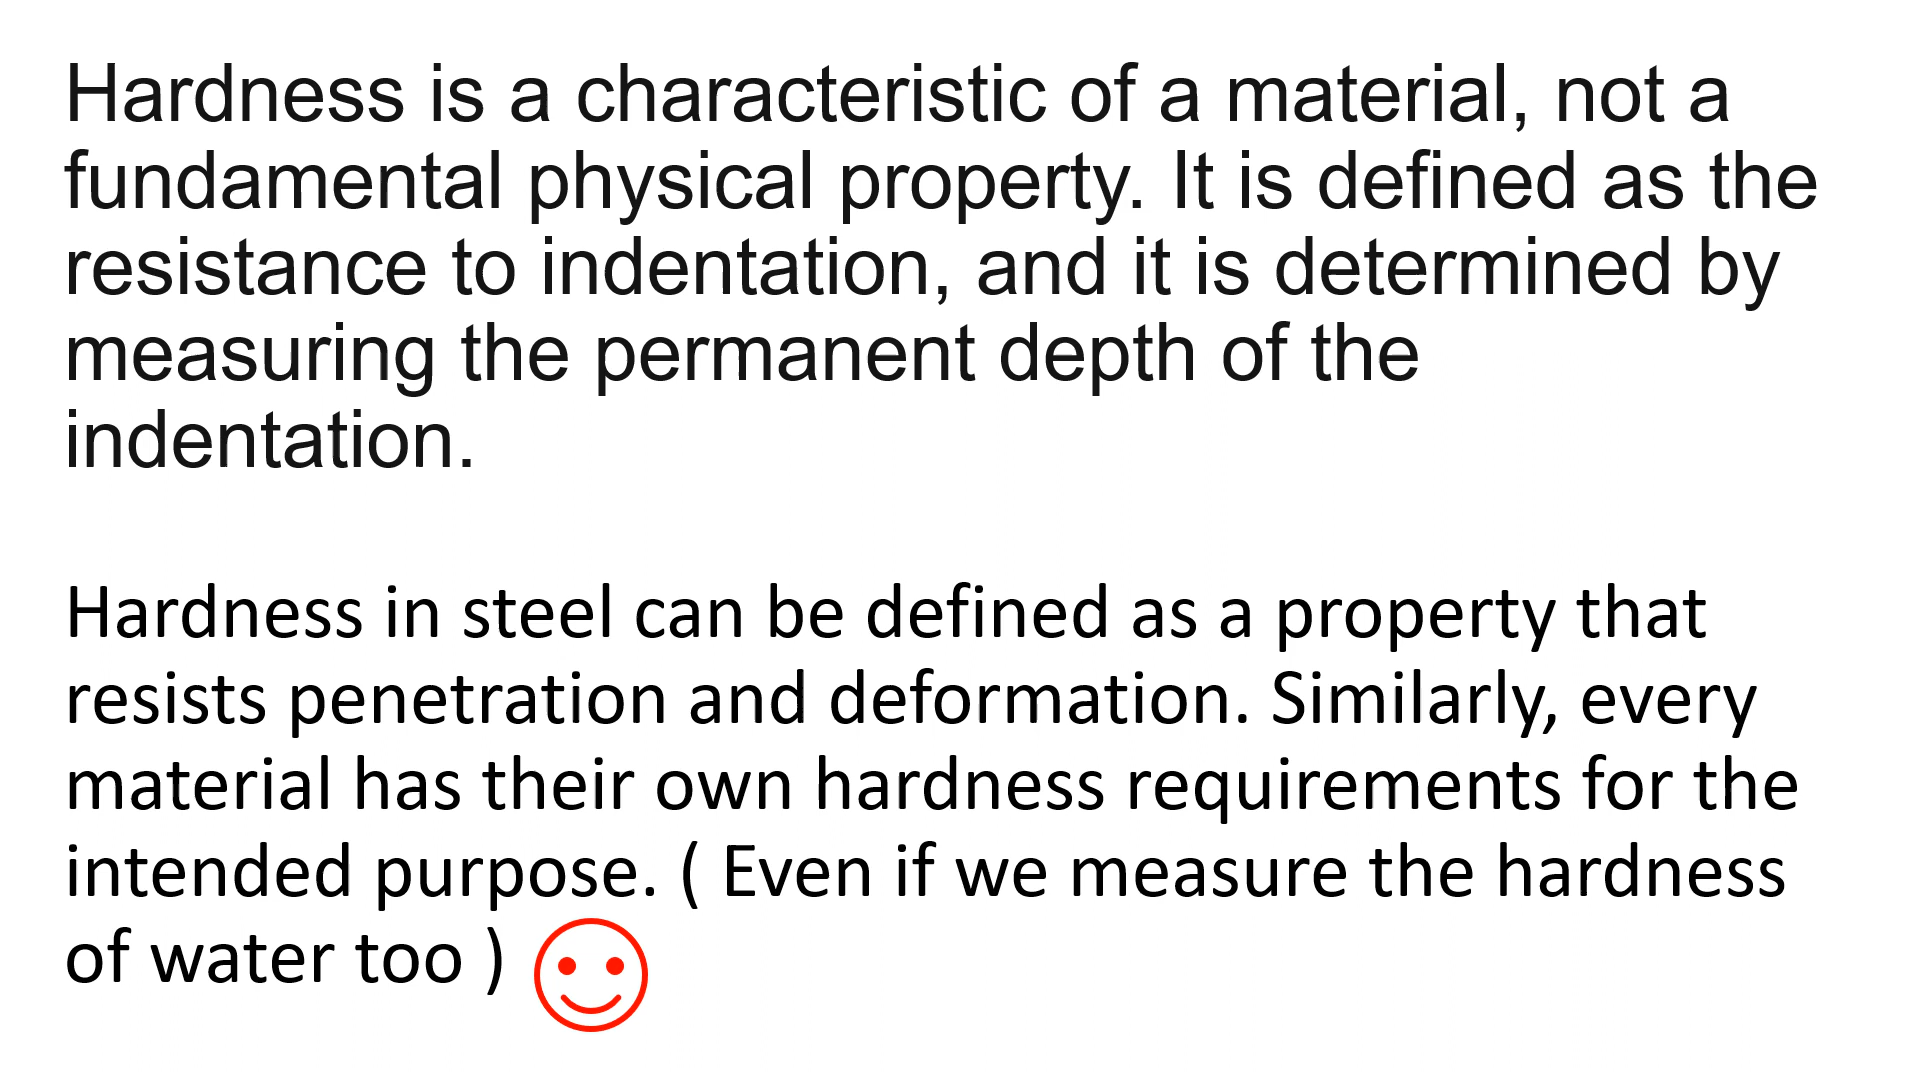 Hardness is a characteristic of a material, not a
fundamental physical property. It is defined as the
resistance to indentation, and it is determined by
measuring the permanent depth of the
indentation.
Hardness in steel can be defined as a property that
resists penetration and deformation. Similarly, every
material has their own hardness requirements for the
intended purpose. ( Even if we measure the hardness
of water too )